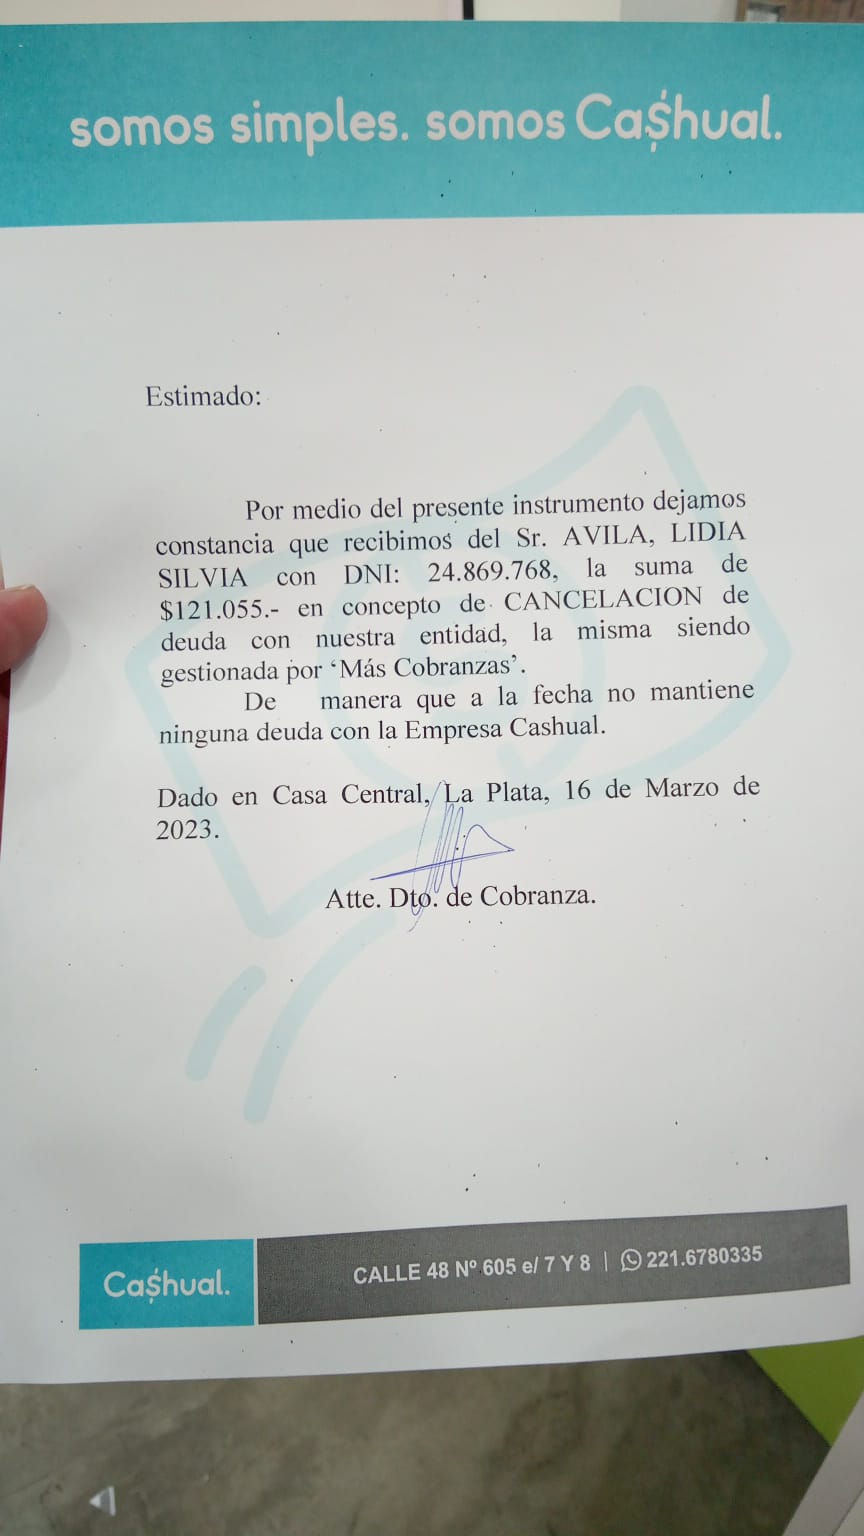 somos simples. somos Ca$hual.
Estimado:
Por medio del presente instrumento dejamos
constancia que recibimos del Sr. AVILA, LIDIA
SILVIA con DNI: 24.869.768, la suma de
$121.055.- en concepto de CANCELACION de
deuda con nuestra entidad, la misma siendo
gestionada por ‘Más Cobranzas’.
De manera que a la fecha no mantiene
ninguna deuda con la Empresa Cashual.
Dado en Casa Central, La Plata, 16 de Marzo de
2023.
Atte. Dto. de Cobranza.
Ca$hual.
CALLE 48 Nº 605 e/ 7 Y 8 | 221.6780335